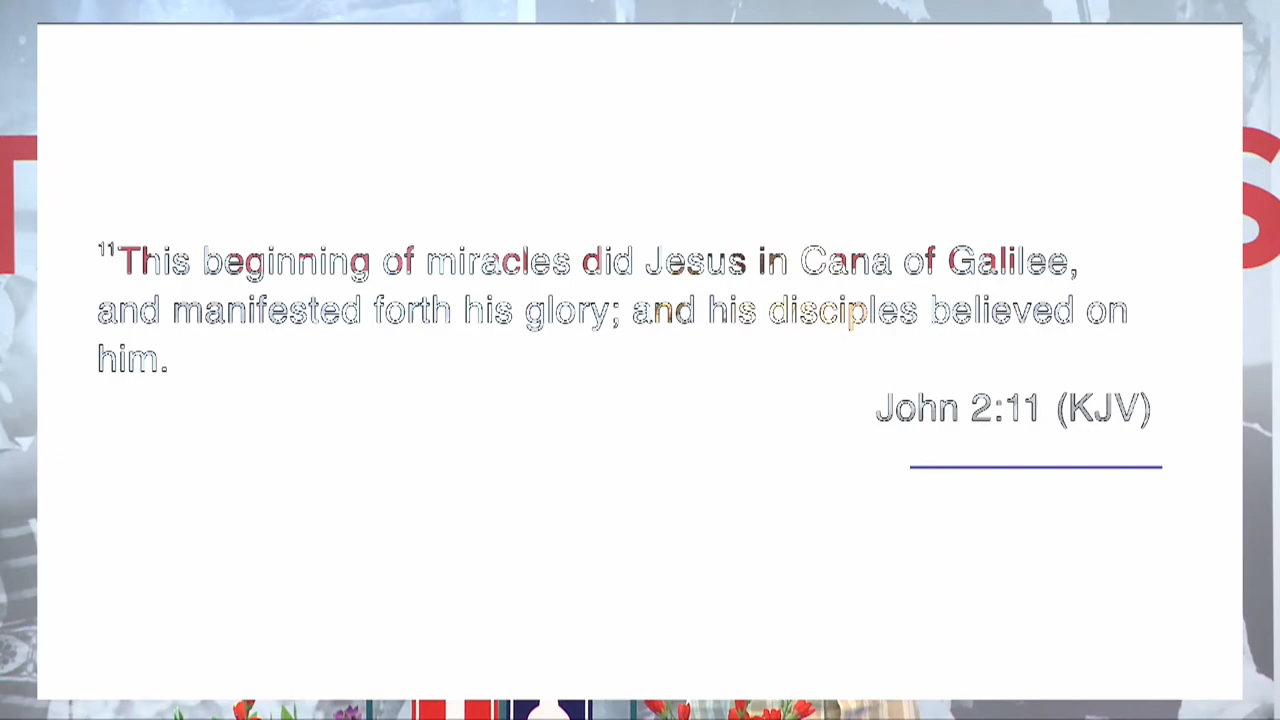 ¹¹This beginning of miracles did Jesus in Cana of Galilee,
and manifested forth his glory; and his disciples believed on
him.
John 2:11 (KJV)